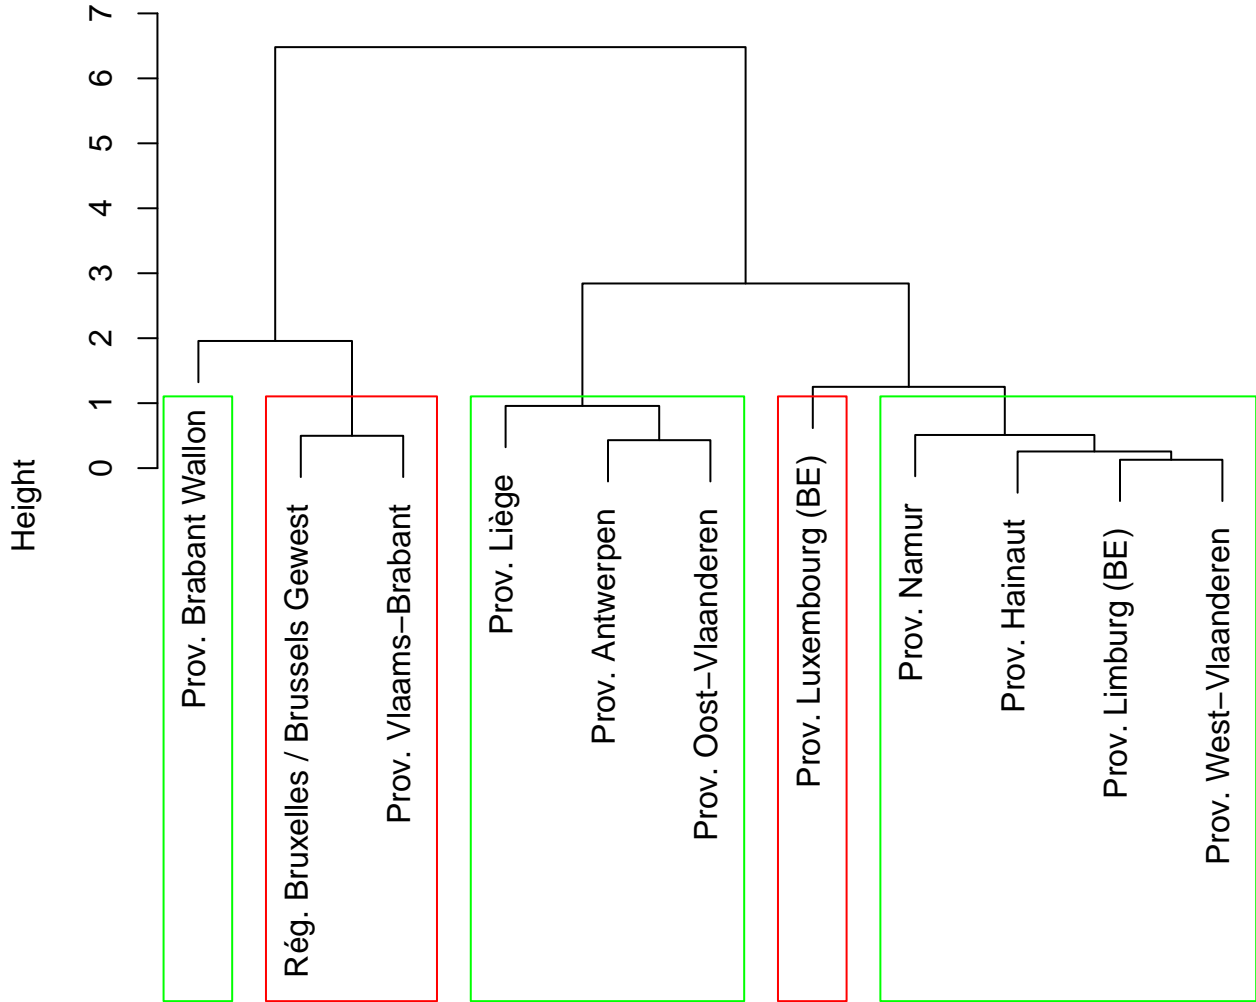 Height
0
1
2
3
4
5
6
7
Prov. Brabant Wallon
Rég. Bruxelles / Brussels Gewest
Prov. Vlaams−Brabant
Prov. Liège
Prov. Antwerpen
Prov. Oost−Vlaanderen
Prov. Luxembourg (BE)
Prov. Namur
Prov. Hainaut
Prov. Limburg (BE)
Prov. West−Vlaanderen